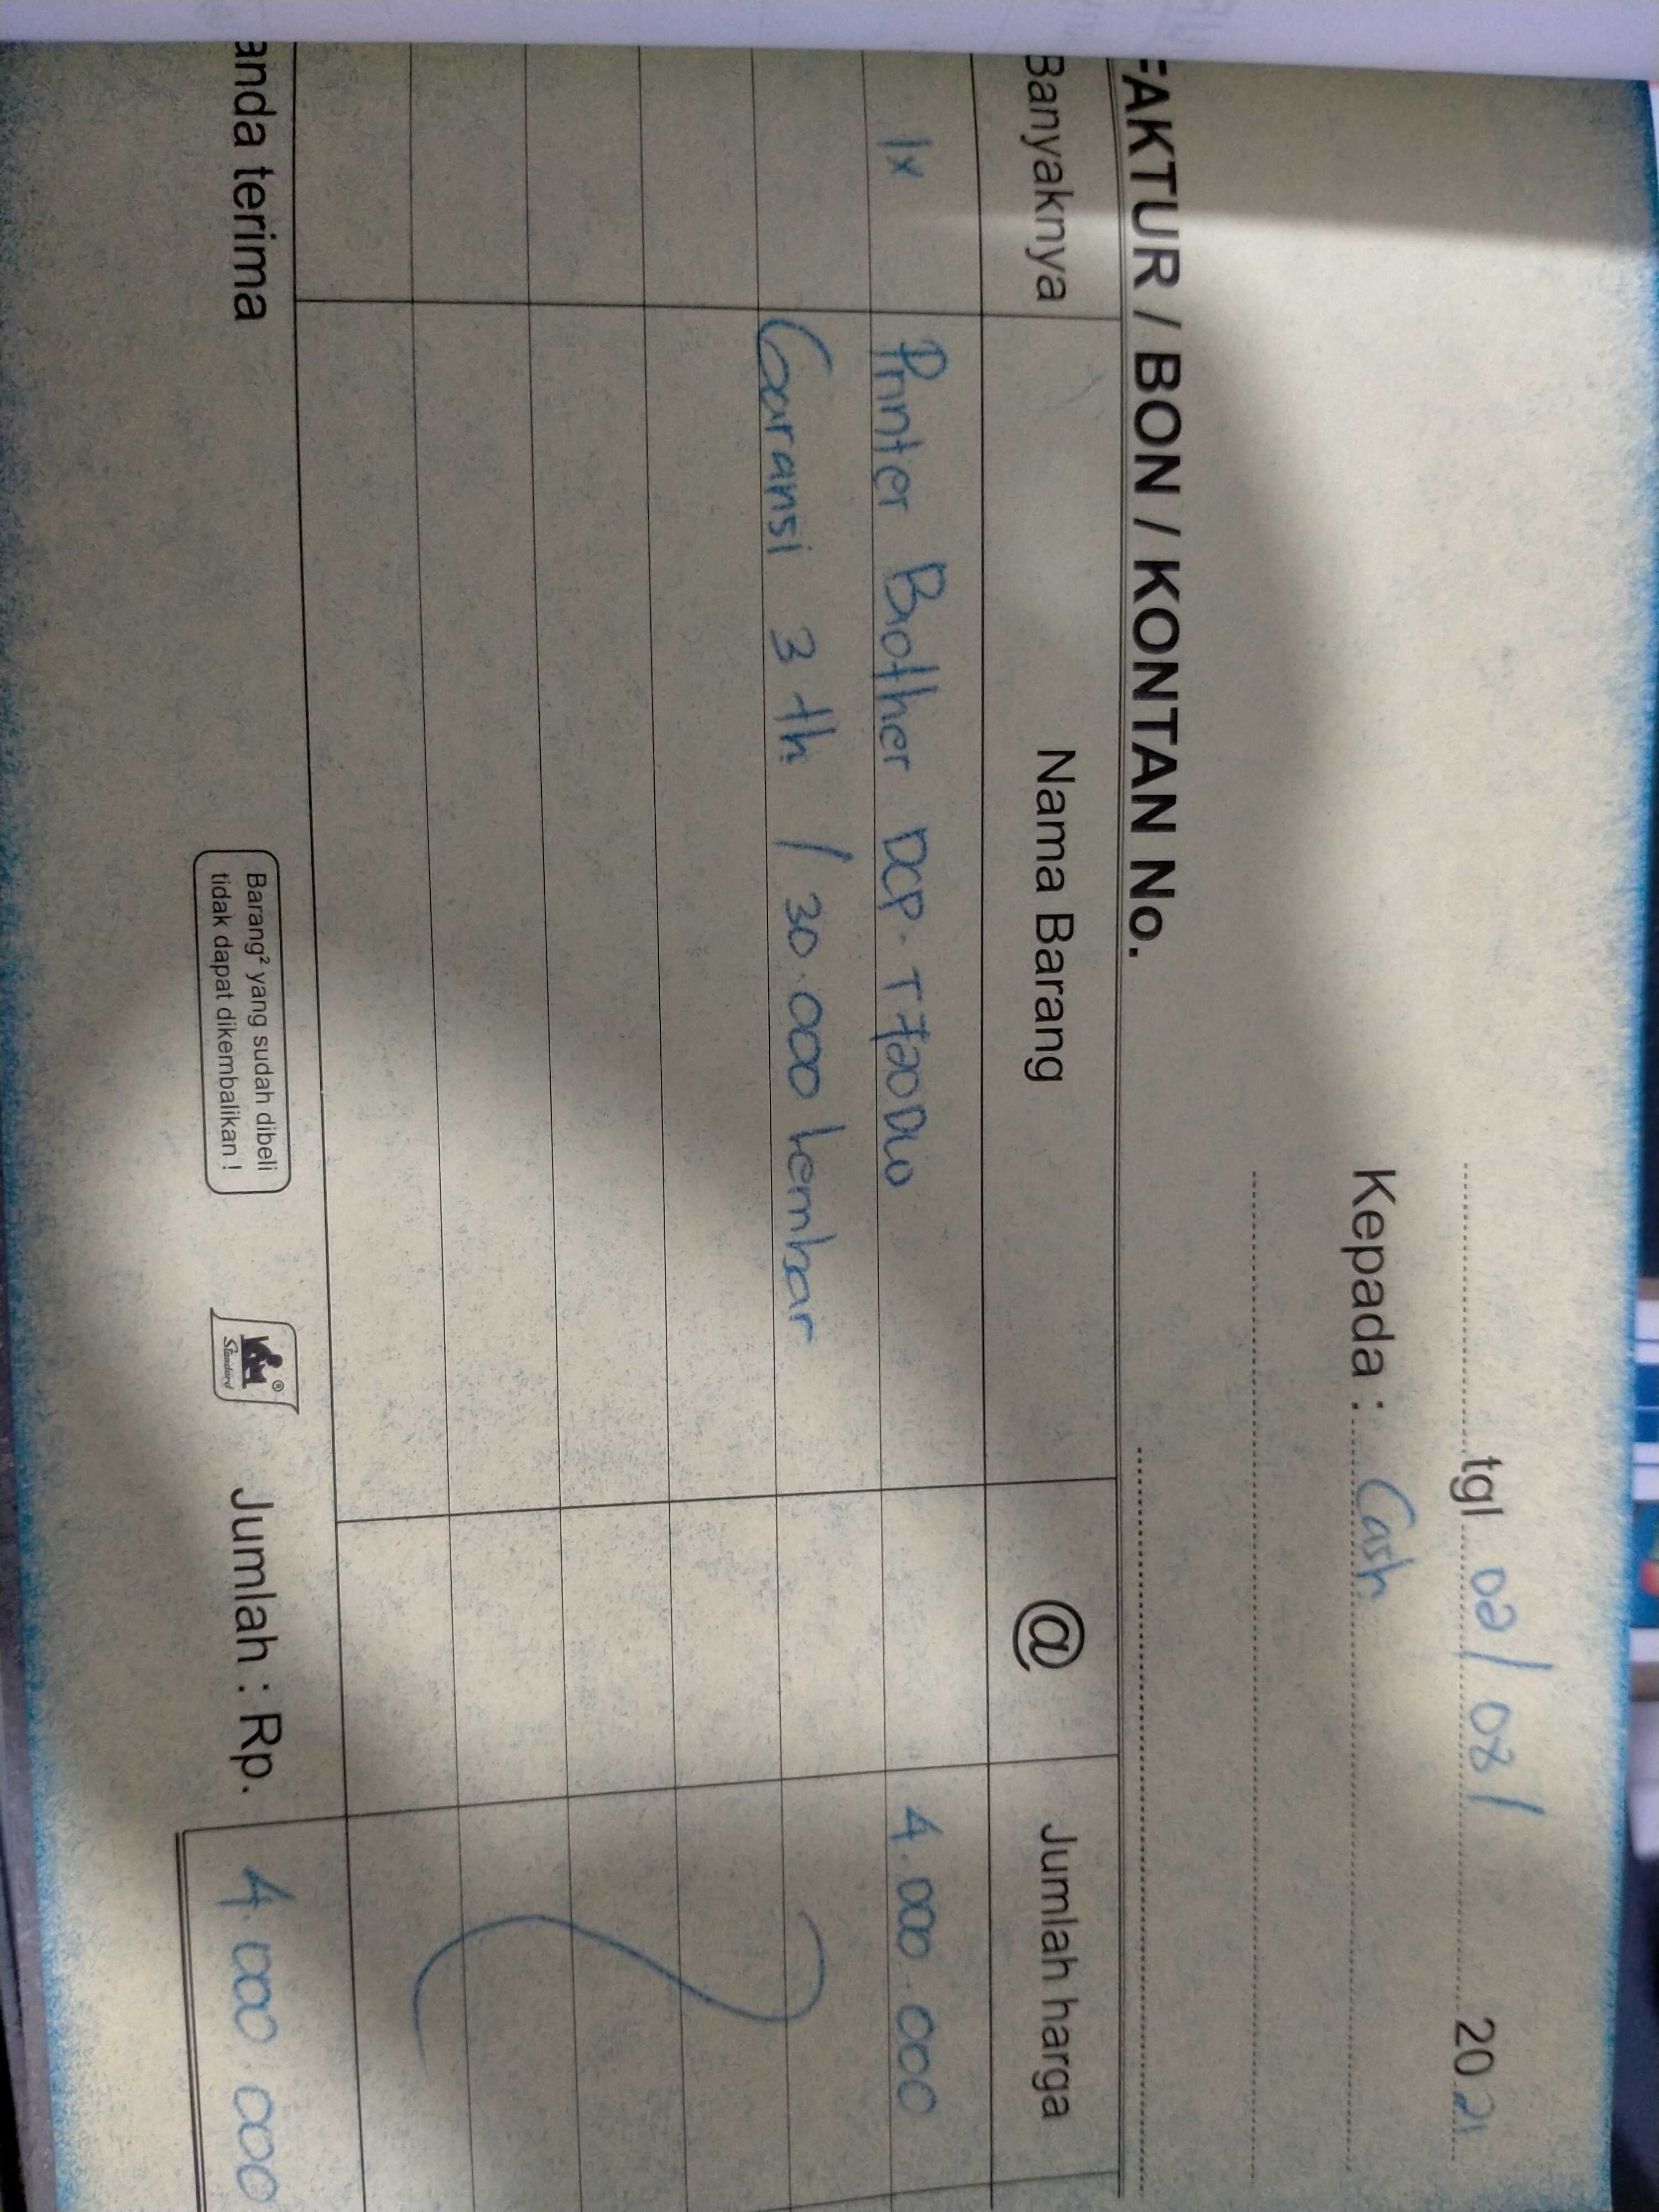 tgl 02/08/ 2021
Kepada : Cash
FAKTUR / BON / KONTAN No.
Banyaknya Nama Barang @ Jumlah harga
1x Printer Brother DCP-T720DW 4.000.000
Garansi 3 th / 30.000 lembar
anda terima
Barang² yang sudah dibeli
tidak dapat dikembalikan !
Standard ®
Jumlah : Rp. 4.000.000